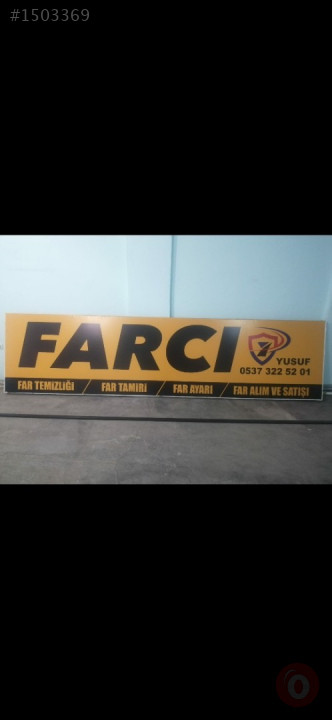 #1503369
FARCI
7
YUSUF
0537 322 52 01
FAR TEMİZLİĞİ / FAR TAMİRİ / FAR AYARI / FAR ALIM VE SATIŞI